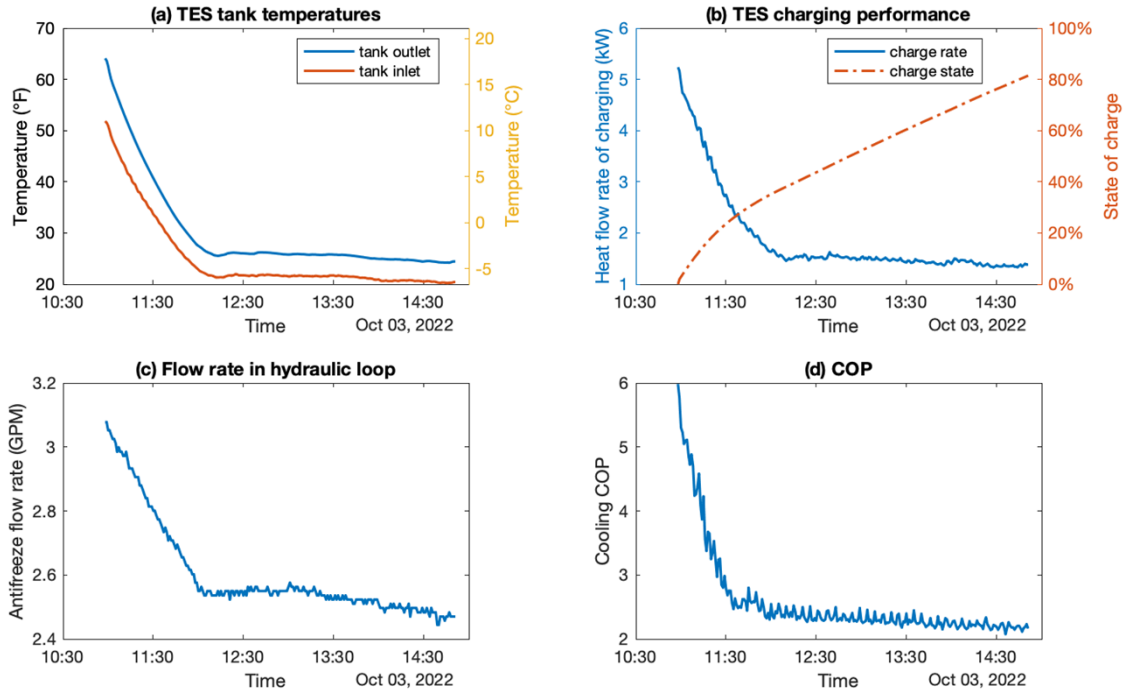 (a) TES tank temperatures
70
60
50
40
30
20
Temperature (°F)
tank outlet
tank inlet
20
15
10
5
0
-5
Temperature (°C)
10:30
11:30
12:30
13:30
14:30
Time
Oct 03, 2022
(b) TES charging performance
6
5
4
3
2
1
Heat flow rate of charging (kW)
charge rate
charge state
100%
80%
60%
40%
20%
0%
State of charge
10:30
11:30
12:30
13:30
14:30
Time
Oct 03, 2022
(c) Flow rate in hydraulic loop
3.2
3
2.8
2.6
2.4
Antifreeze flow rate (GPM)
10:30
11:30
12:30
13:30
14:30
Time
Oct 03, 2022
(d) COP
6
5
4
3
2
Cooling COP
10:30
11:30
12:30
13:30
14:30
Time
Oct 03, 2022